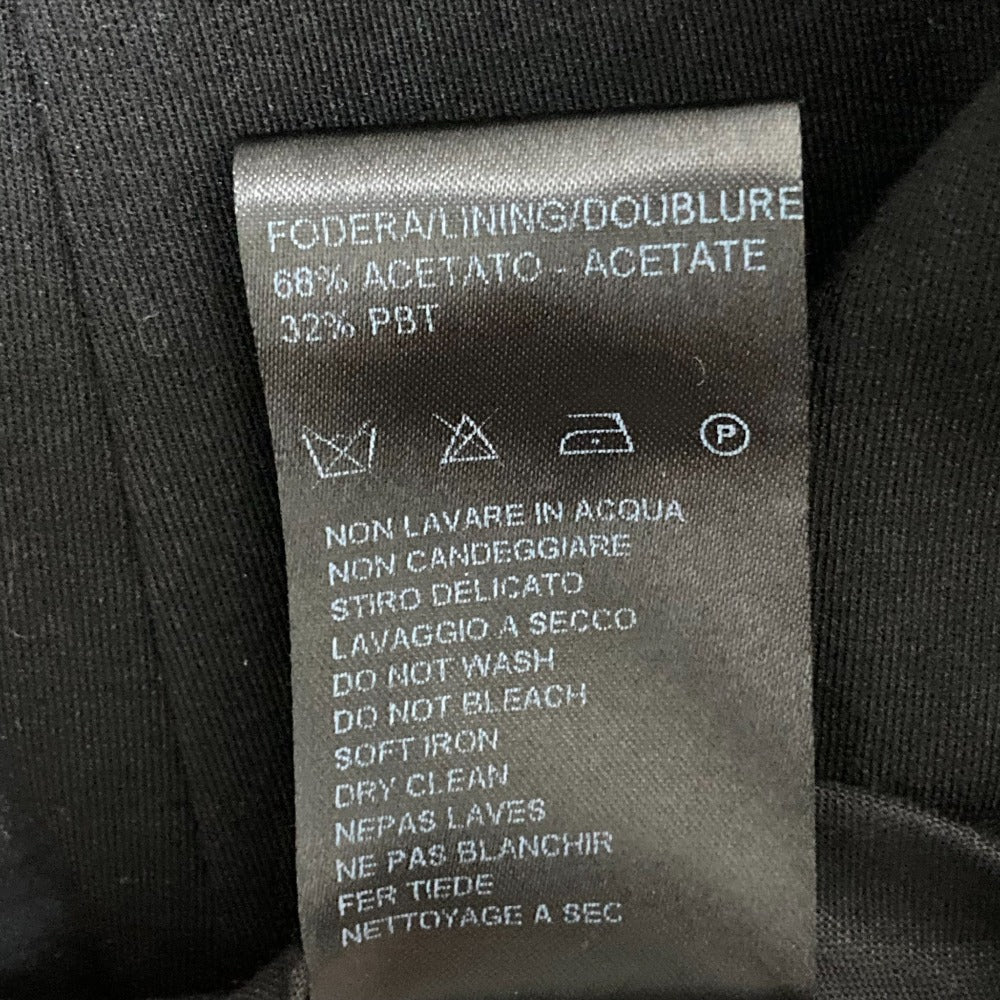 FODERA/LINING/DOUBLURE
68% ACETATO - ACETATE
32% PBT
P
NON LAVARE IN ACQUA
NON CANDEGGIARE
STIRO DELICATO
LAVAGGIO A SECCO
DO NOT WASH
DO NOT BLEACH
SOFT IRON
DRY CLEAN
NEPAS LAVES
NE PAS BLANCHIR
FER TIEDE
NETTOYAGE A SEC